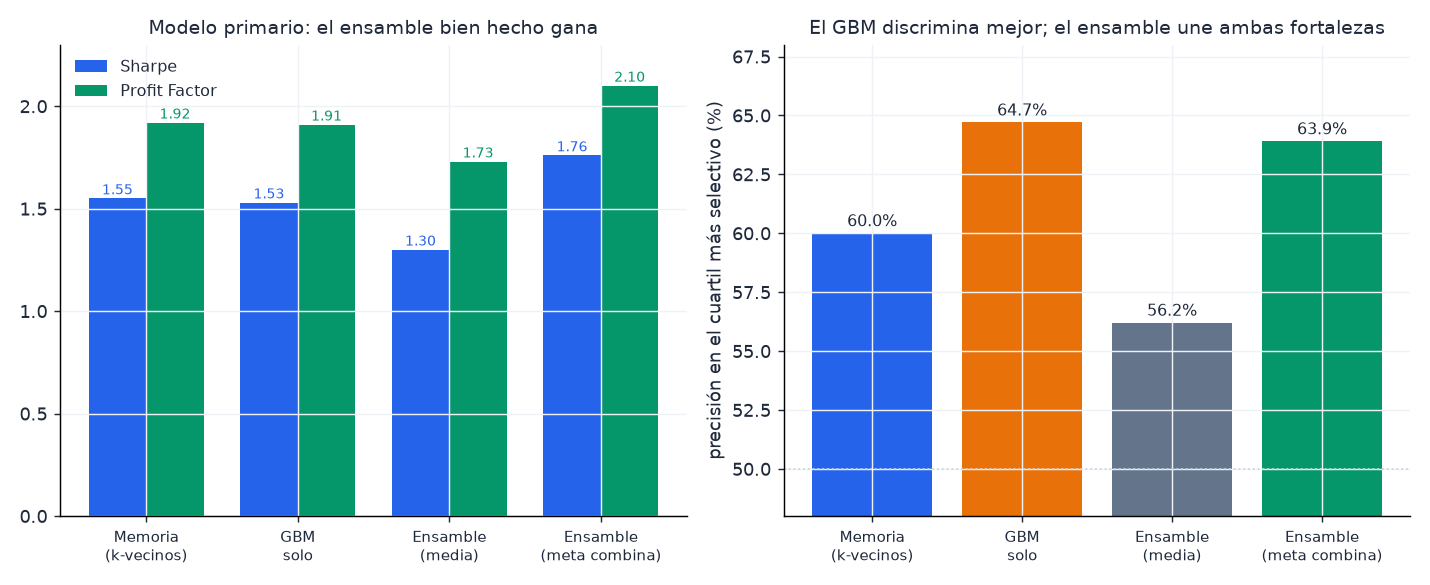 Modelo primario: el ensamble bien hecho gana
Sharpe
Profit Factor
2.0
1.5
1.0
0.5
0.0
1.55
1.92
1.53
1.91
1.30
1.73
1.76
2.10
Memoria
(k-vecinos)
GBM
solo
Ensamble
(media)
Ensamble
(meta combina)
El GBM discrimina mejor; el ensamble une ambas fortalezas
precisión en el cuartil más selectivo (%)
67.5
65.0
62.5
60.0
57.5
55.0
52.5
50.0
60.0%
64.7%
56.2%
63.9%
Memoria
(k-vecinos)
GBM
solo
Ensamble
(media)
Ensamble
(meta combina)